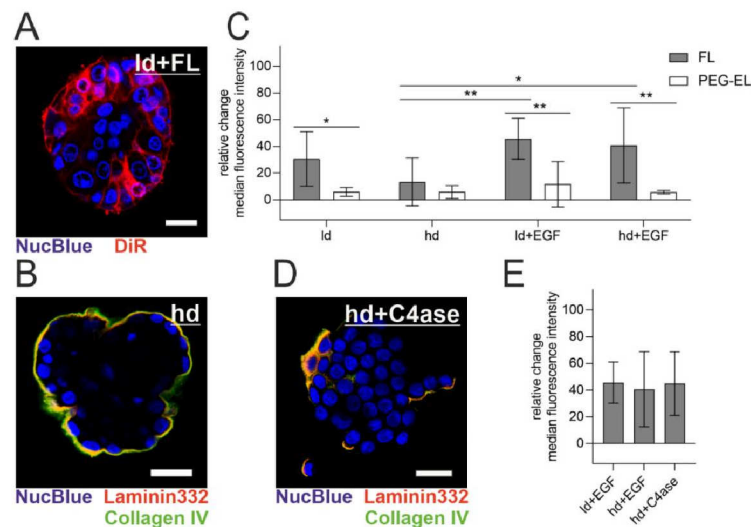 A
ld+FL
NucBlue DiR
C
relative change
median fluorescence intensity
100
80
60
40
20
0
*
**
*
**
**
FL
PEG-EL
ld
hd
ld+EGF
hd+EGF
B
hd
NucBlue Laminin332
Collagen IV
D
hd+C4ase
NucBlue Laminin332
Collagen IV
E
relative change
median fluorescence intensity
100
80
60
40
20
0
ld+EGF
hd+EGF
hd+C4ase